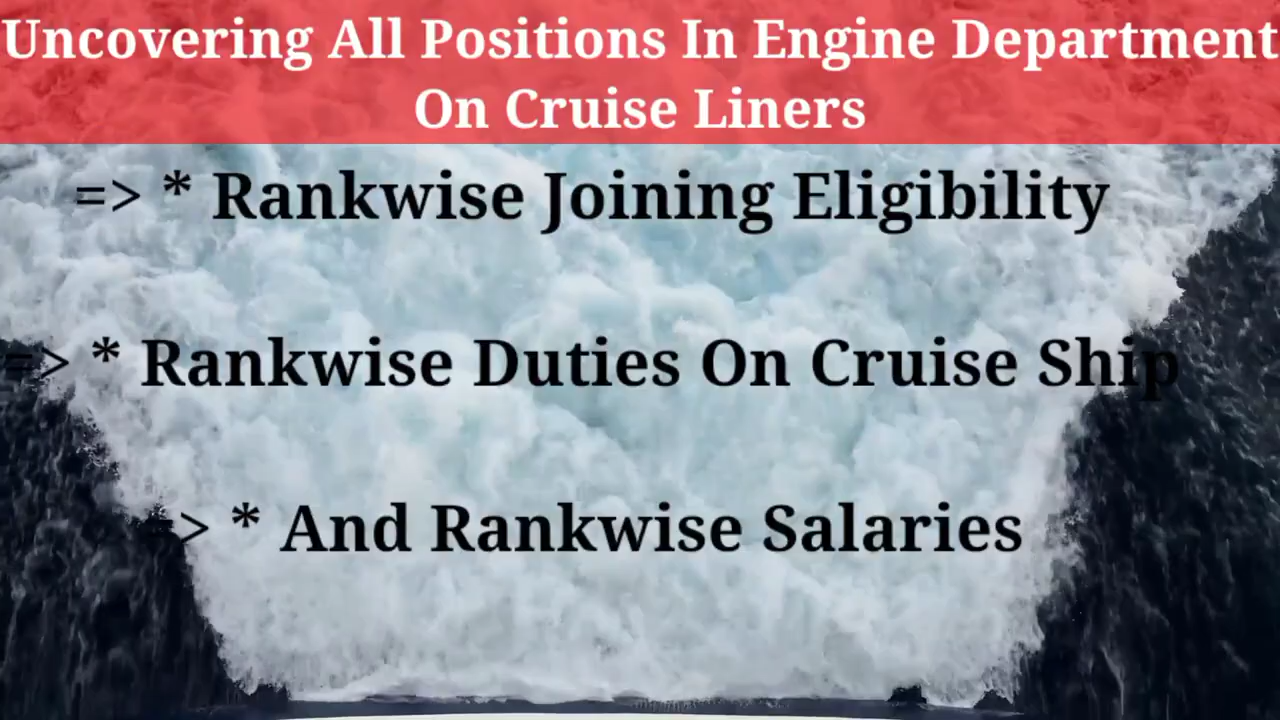 Uncovering All Positions In Engine Department
On Cruise Liners
=> * Rankwise Joining Eligibility
=> * Rankwise Duties On Cruise Ship
=> * And Rankwise Salaries